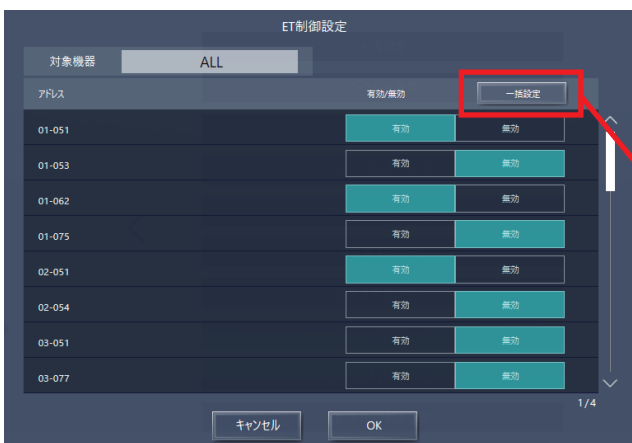 ET制御設定
対象機器 ALL
アドレス 有効/無効 一括設定
01-051 有効 無効
01-053 有効 無効
01-062 有効 無効
01-075 有効 無効
02-051 有効 無効
02-054 有効 無効
03-051 有効 無効
03-077 有効 無効
1/4
キャンセル OK